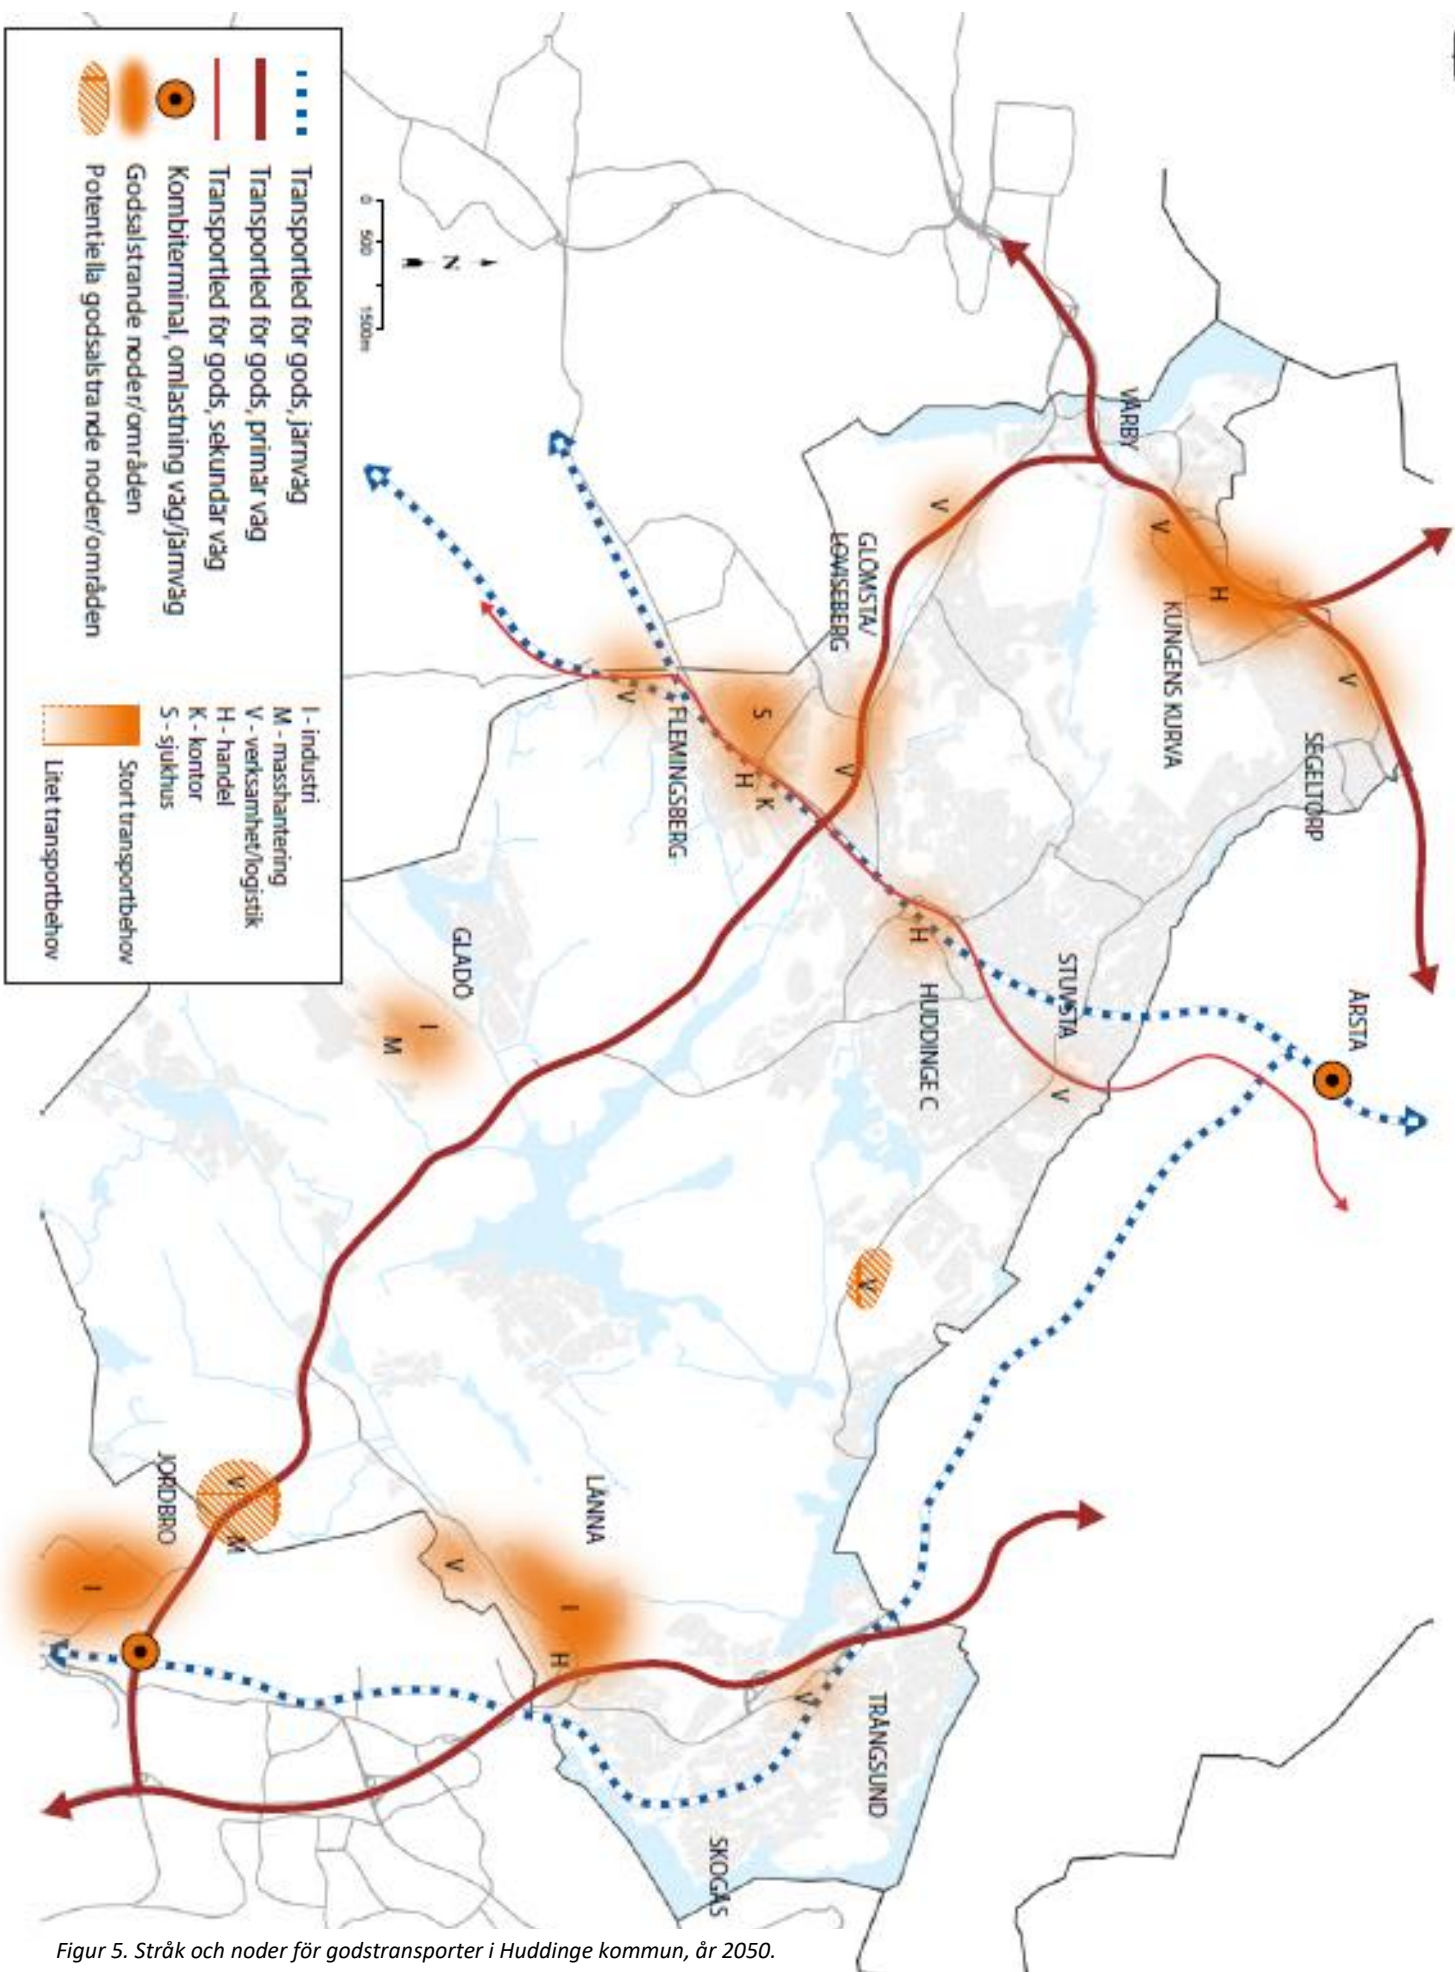 VÅRBY
KUNGENS KURVA
SEGELTORP
GLÖMSTA/
LOVISEBERG
FLEMINGSBERG
HUDDINGE C
STUVSTA
ÅRSTA
GLADÖ
LÄNNA
JORDBRO
TRÅNGSUND
SKOGÅS
V
H
V
V
V
S
H
K
V
H
V
V
I
M
V
M
I
V
I
H
V
0 500 1500m
N
Transportled för gods, järnväg
Transportled för gods, primär väg
Transportled för gods, sekundär väg
Kombiterminal, omlastning väg/järnväg
Godsalstrande noder/områden
Potentiella godsalstrande noder/områden
I - industri
M - masshantering
V - verksamhet/logistik
H - handel
K - kontor
S - sjukhus
Stort transportbehov
Litet transportbehov
Figur 5. Stråk och noder för godstransporter i Huddinge kommun, år 2050.